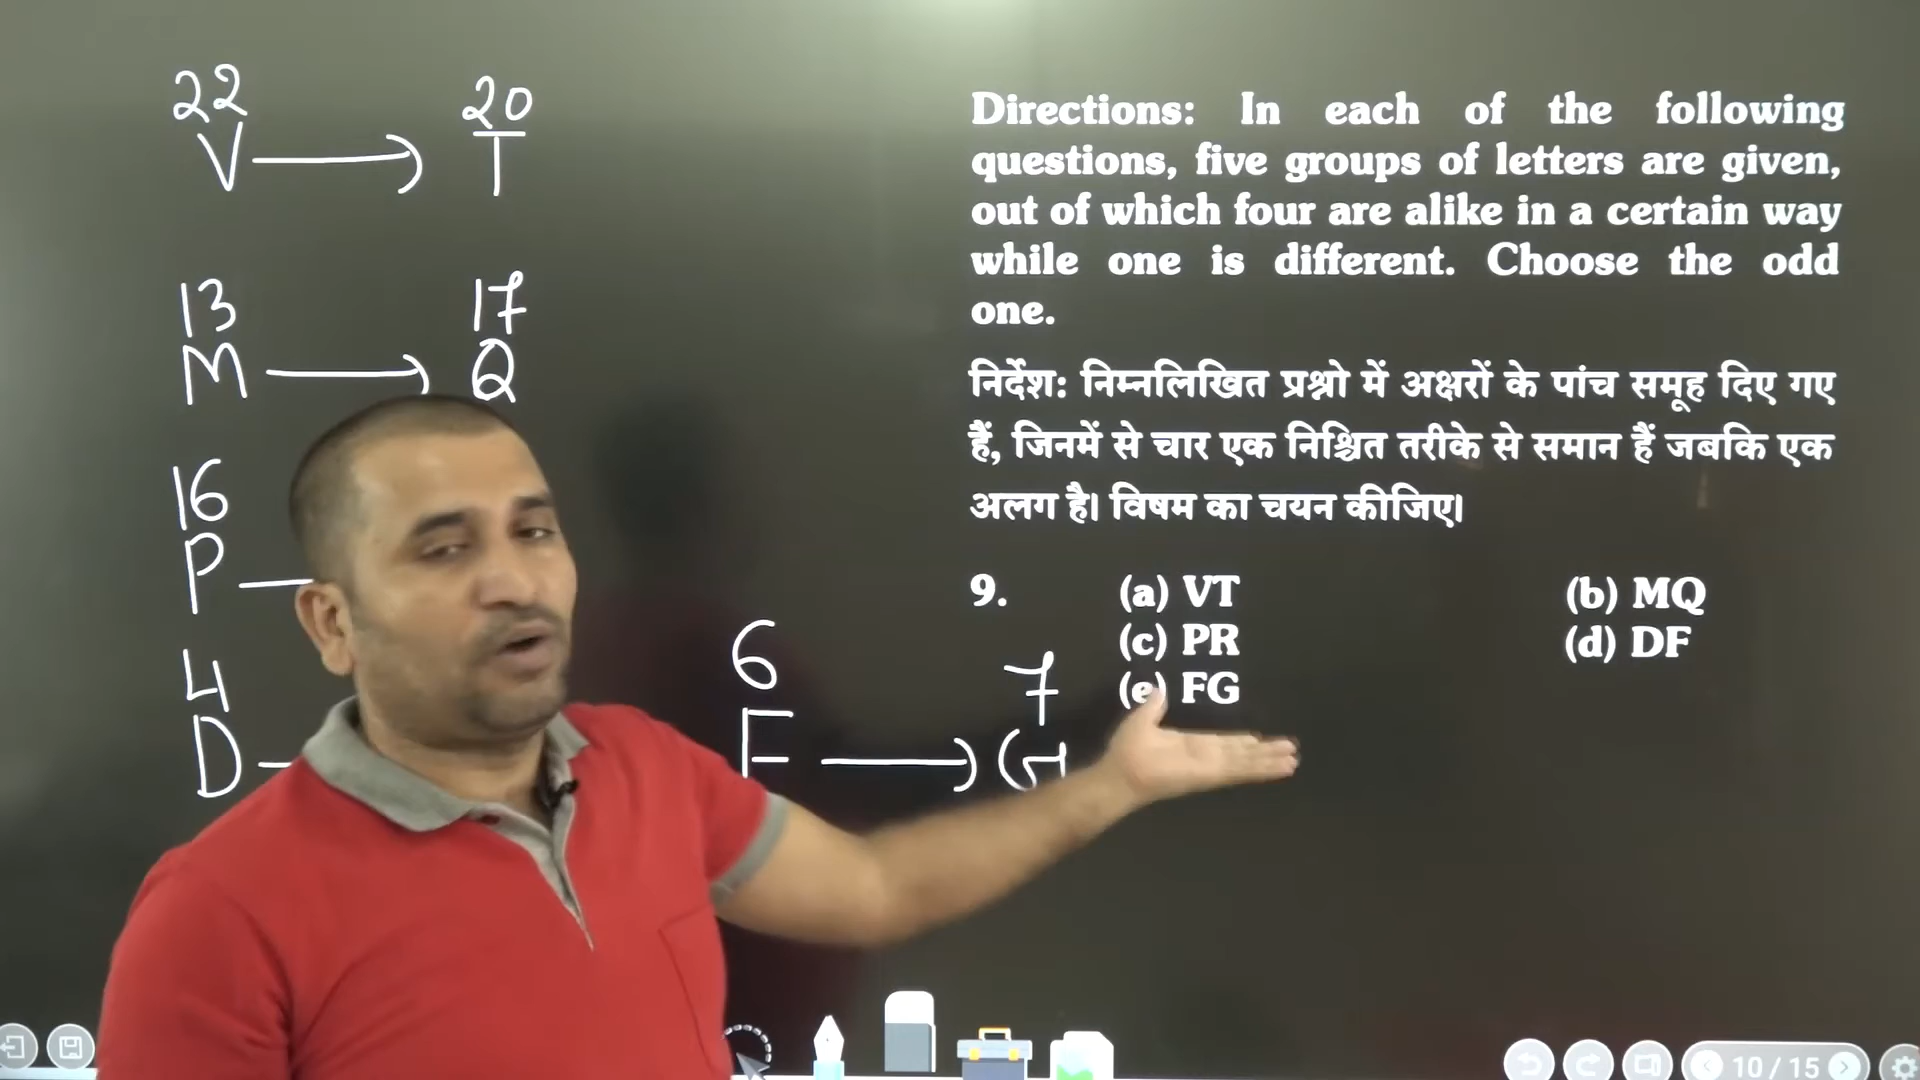 22
20
V
T
13
17
M
Q
16
P
4
D
6
7
F
G
Directions: In each of the following
questions, five groups of letters are given,
out of which four are alike in a certain way
while one is different. Choose the odd
one.
निर्देश: निम्नलिखित प्रश्नो में अक्षरों के पांच समूह दिए गए
हैं, जिनमें से चार एक निश्चित तरीके से समान हैं जबकि एक
अलग है। विषम का चयन कीजिए।
9. (a) VT (b) MQ
(c) PR (d) DF
(e) FG
10 / 15